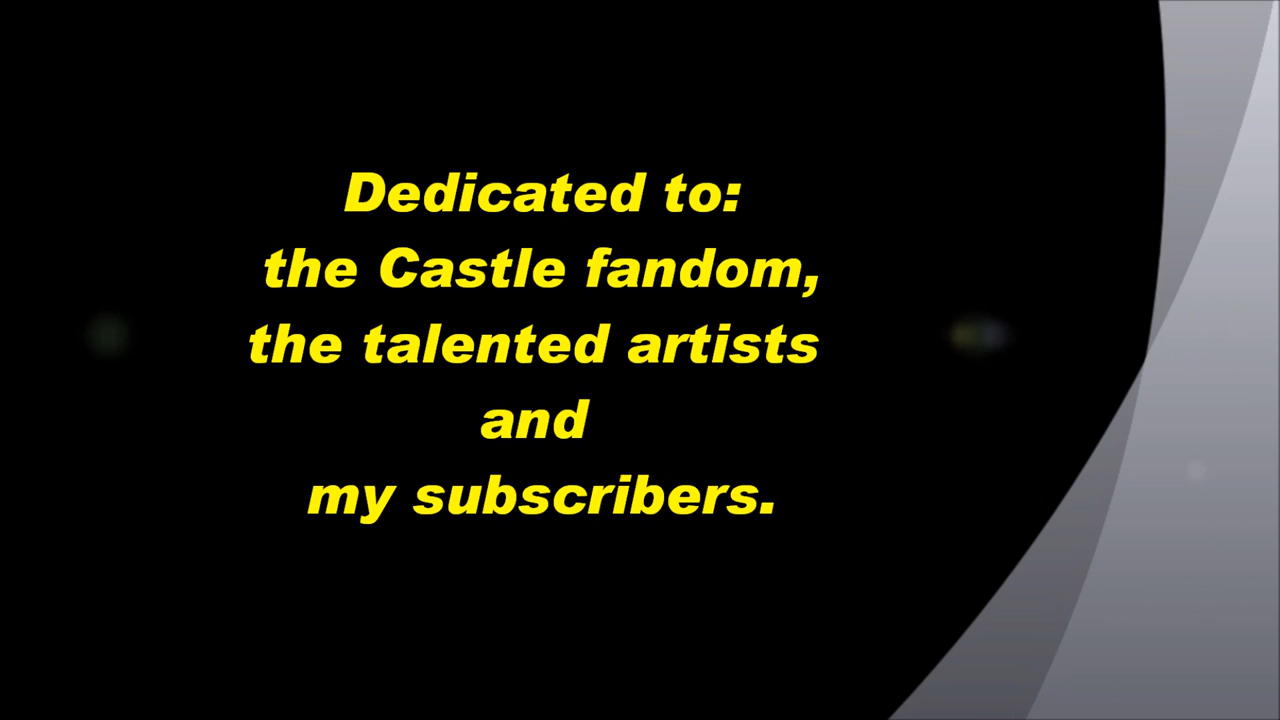 Dedicated to:
the Castle fandom,
the talented artists
and
my subscribers.